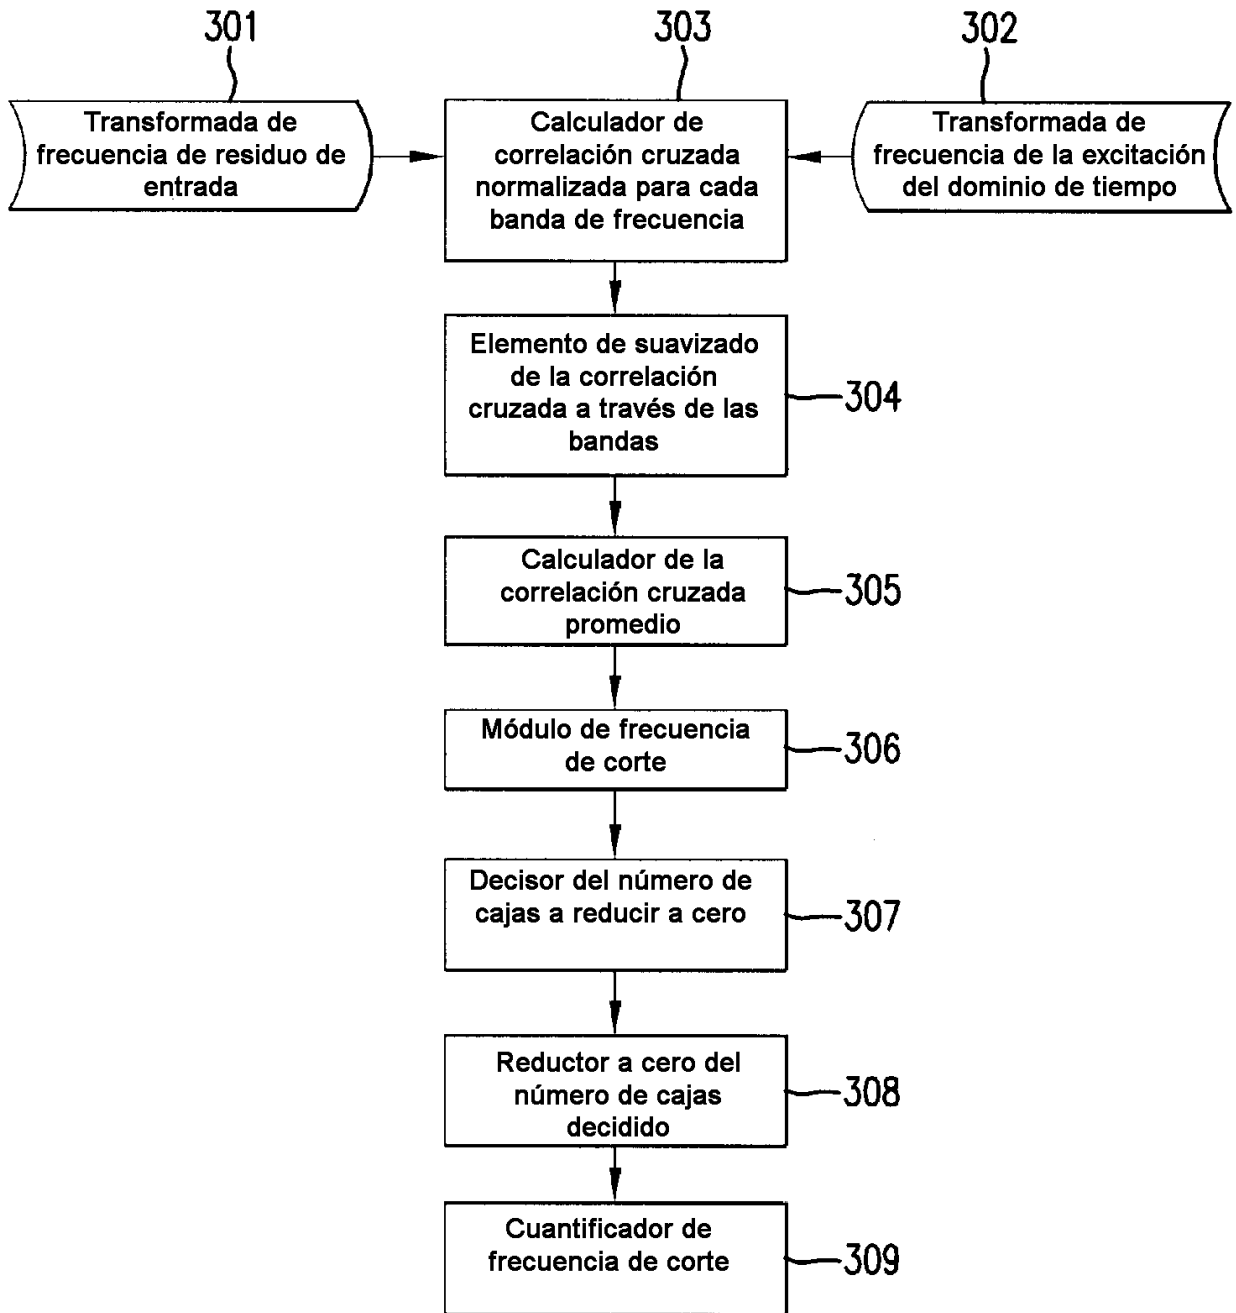 301
303
302
Transformada de
frecuencia de residuo de
entrada
Calculador de
correlación cruzada
normalizada para cada
banda de frecuencia
Transformada de
frecuencia de la excitación
del dominio de tiempo
Elemento de suavizado
de la correlación
cruzada a través de las
bandas
304
Calculador de la
correlación cruzada
promedio
305
Módulo de frecuencia
de corte
306
Decisor del número de
cajas a reducir a cero
307
Reductor a cero del
número de cajas
decidido
308
Cuantificador de
frecuencia de corte
309